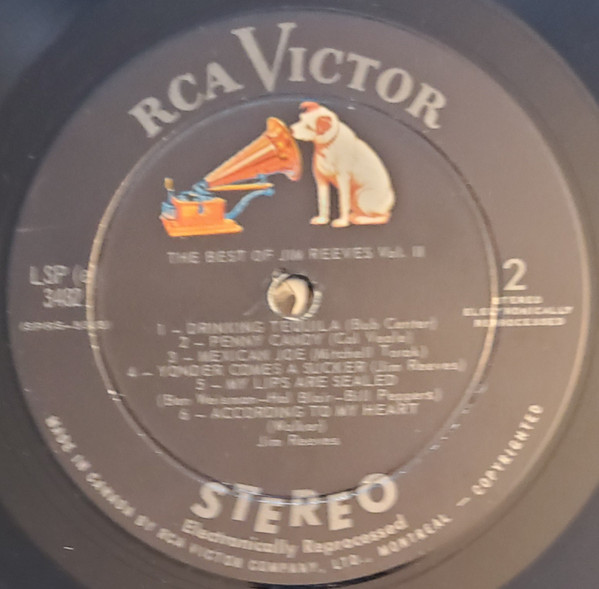 RCA VICTOR
THE BEST OF JIM REEVES Vol. II
LSP (e)
3482
2
STEREO
ELECTRONICALLY
REPROCESSED
1 – DRINKING TEQUILA (Bob Canter)
2 – PENNY CANDY (Cal Veale)
3 – MEXICAN JOE (Mitchell Torok)
4 – YONDER COMES A SUCKER (Jim Reeves)
5 – MY LIPS ARE SEALED
(Ben Weisman–Hal Blair–Bill Peppers)
6 – ACCORDING TO MY HEART
(Walker)
Jim Reeves
STEREO
Electronically Reprocessed
MADE IN CANADA BY RCA VICTOR COMPANY, LTD., MONTREAL – COPYRIGHTED